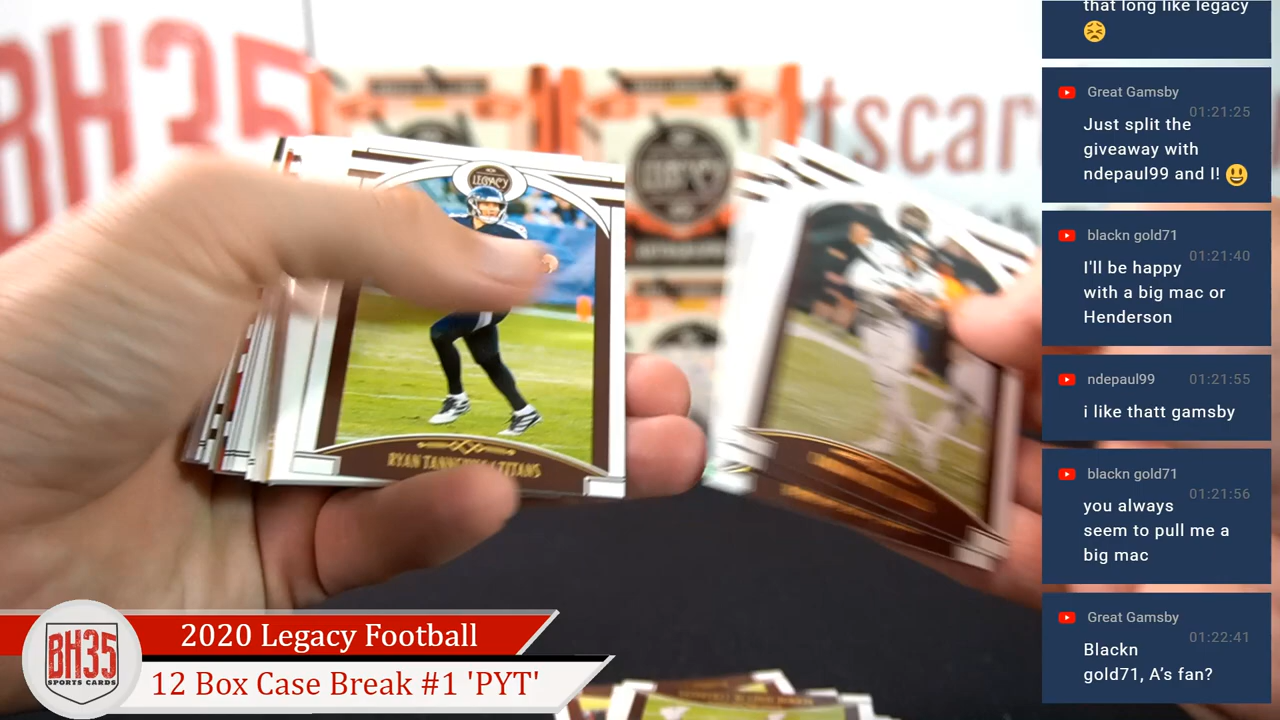 BH35
tscar
LEGACY
LEGACY
RYAN TANNEHILL TITANS
BH35
SPORTS CARDS
2020 Legacy Football
12 Box Case Break #1 'PYT'
that long like legacy
😣
Great Gamsby
01:21:25
Just split the
giveaway with
ndepaul99 and I! 😃
blackn gold71
01:21:40
I'll be happy
with a big mac or
Henderson
ndepaul99 01:21:55
i like thatt gamsby
blackn gold71
01:21:56
you always
seem to pull me a
big mac
Great Gamsby
01:22:41
Blackn
gold71, A's fan?